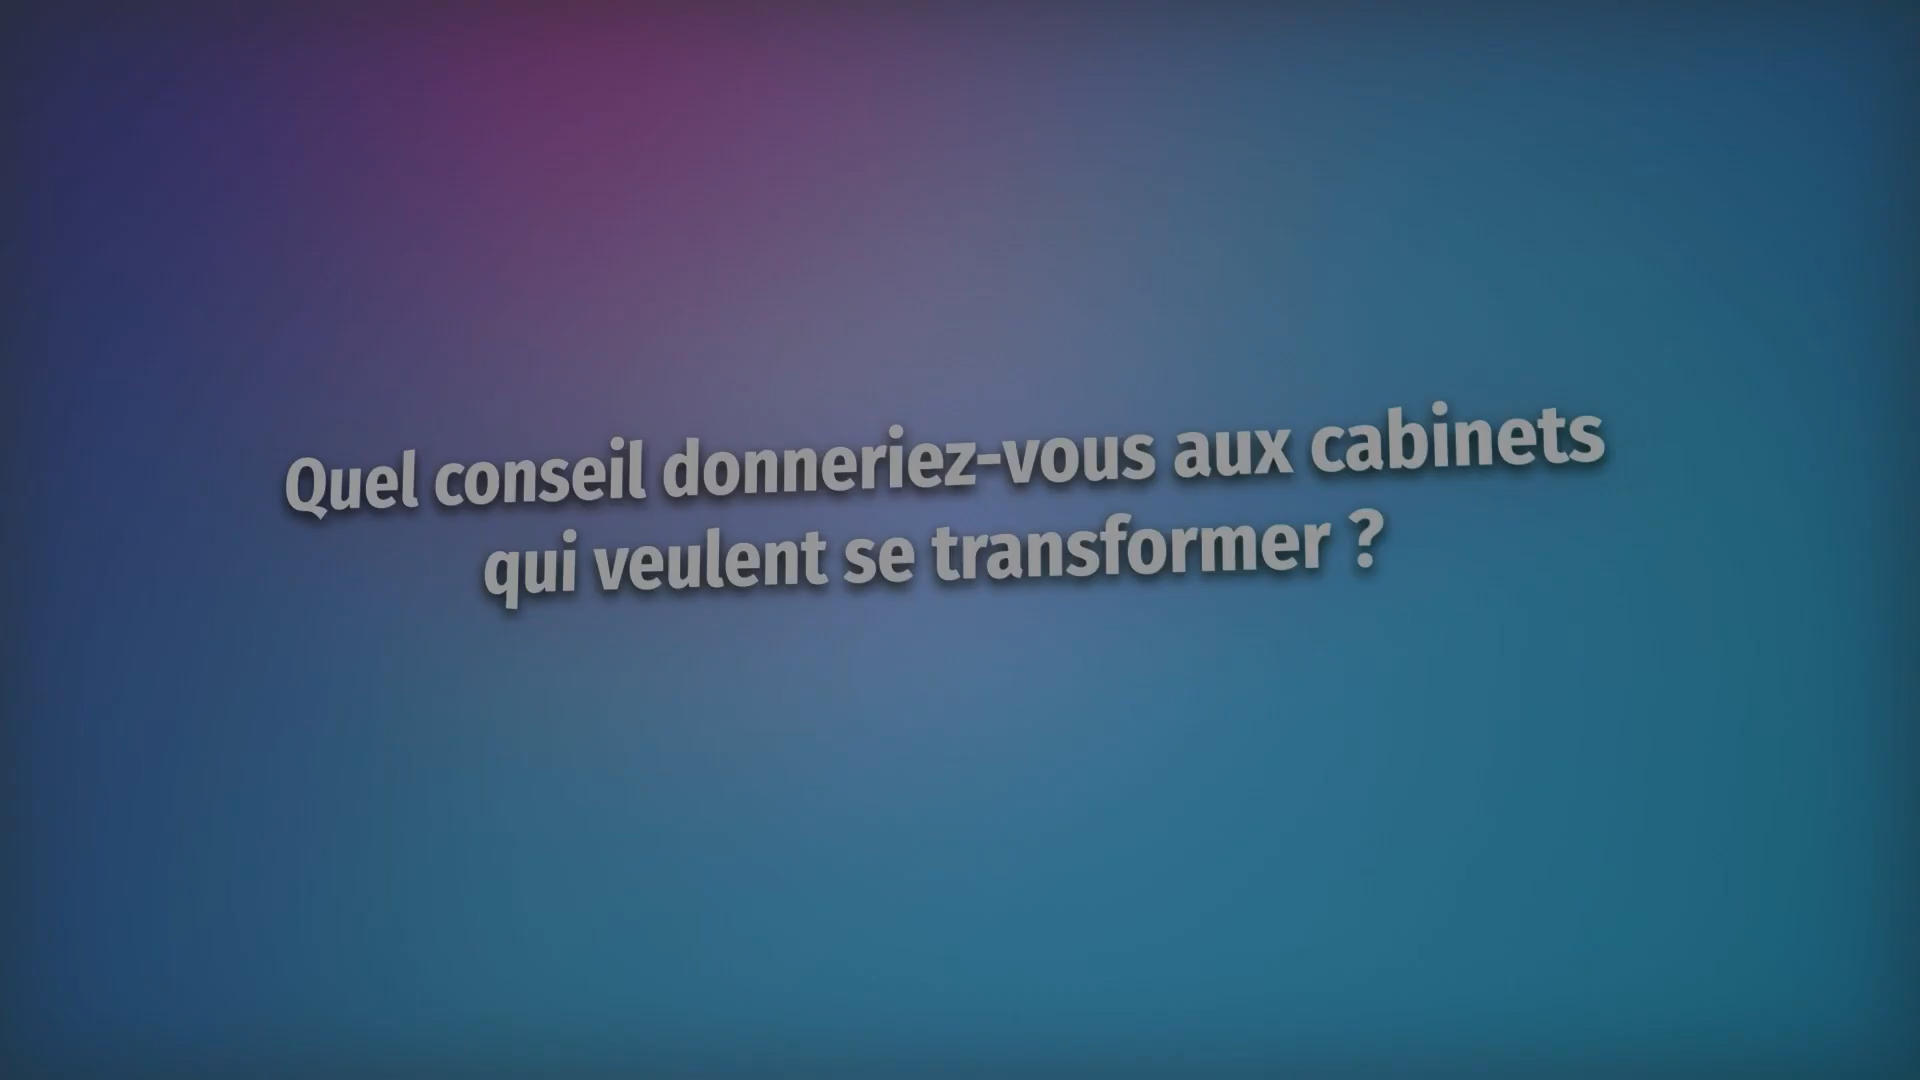 Quel conseil donneriez-vous aux cabinets
qui veulent se transformer ?